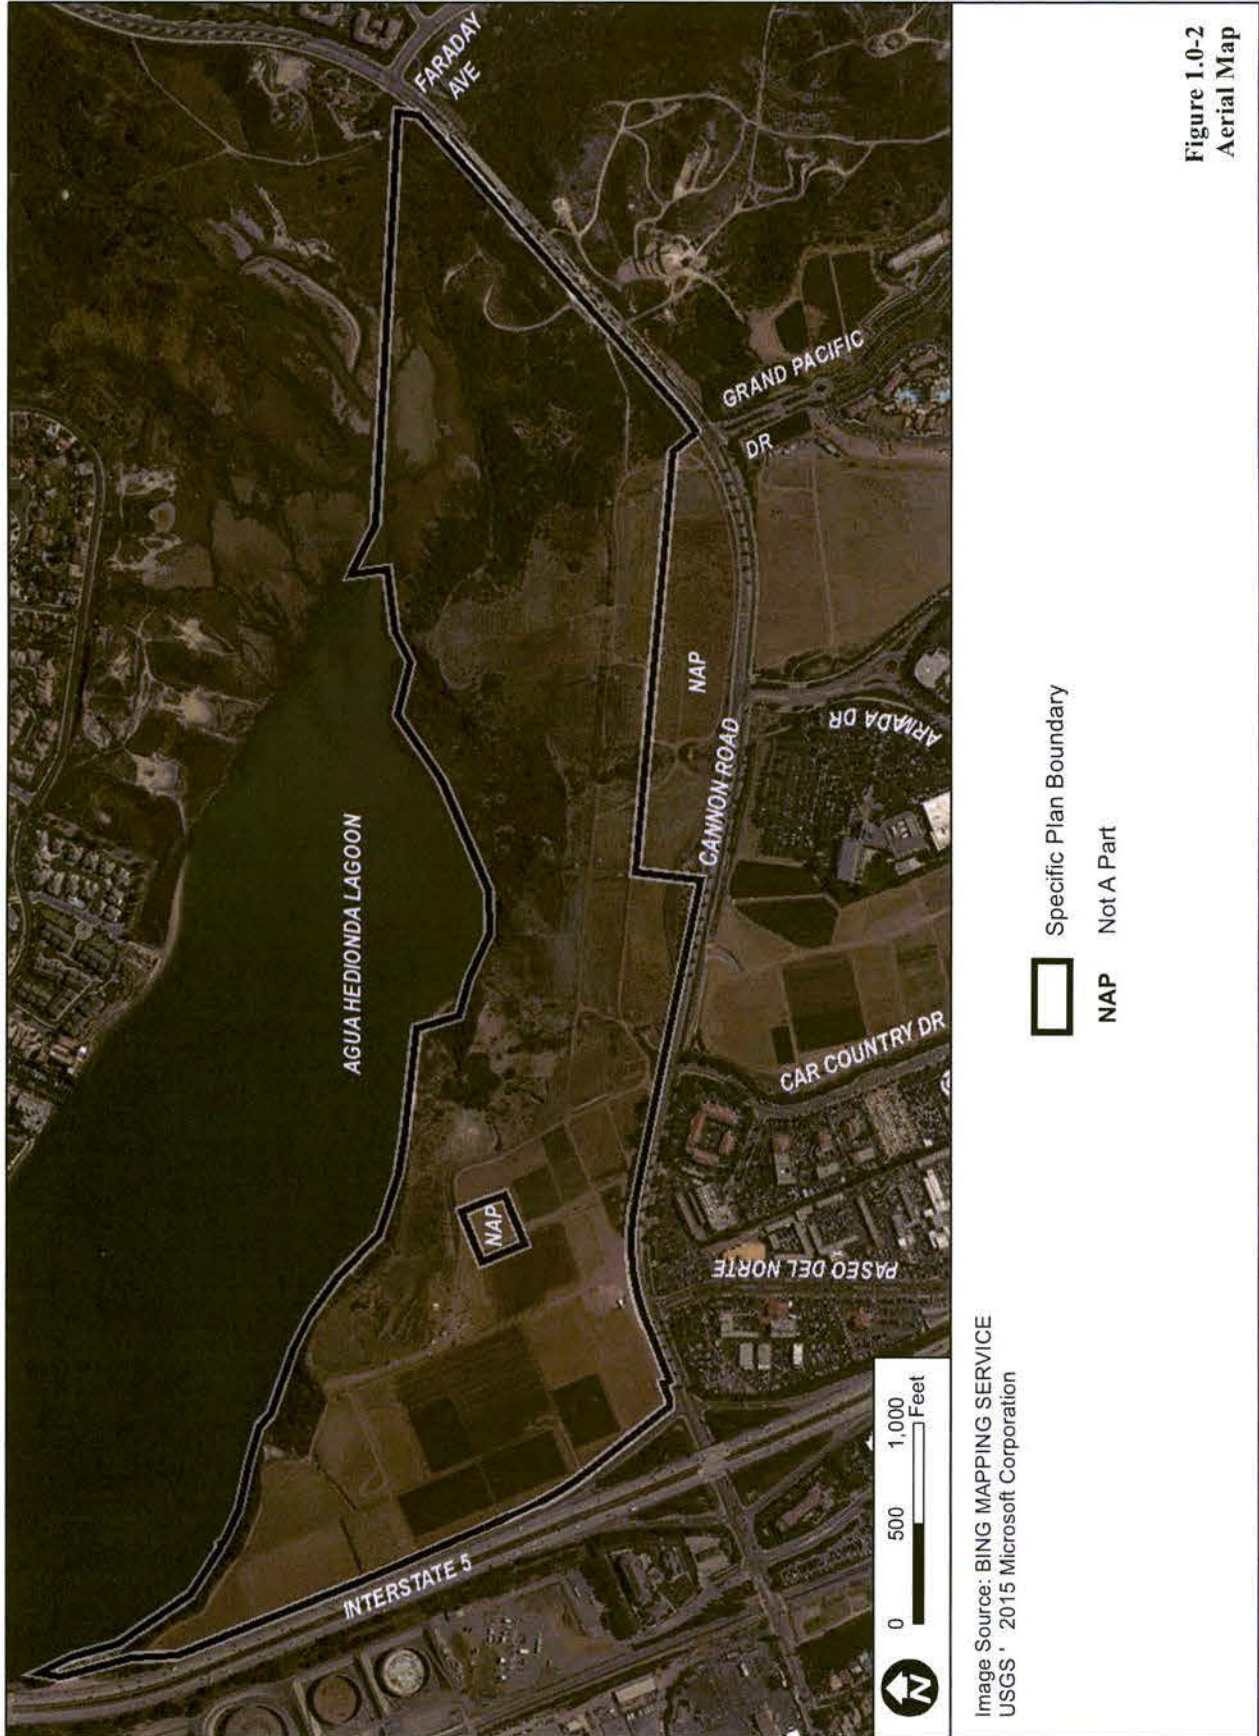 FARADAY
AVE
AGUA HEDIONDA LAGOON
GRAND PACIFIC
DR
NAP
NAP
CANNON ROAD
ARMADA DR
CAR COUNTRY DR
PASEO DEL NORTE
INTERSTATE 5
0 500 1,000
Feet
N
Image Source: BING MAPPING SERVICE
USGS ' 2015 Microsoft Corporation
Specific Plan Boundary
NAP Not A Part
Figure 1.0-2
Aerial Map